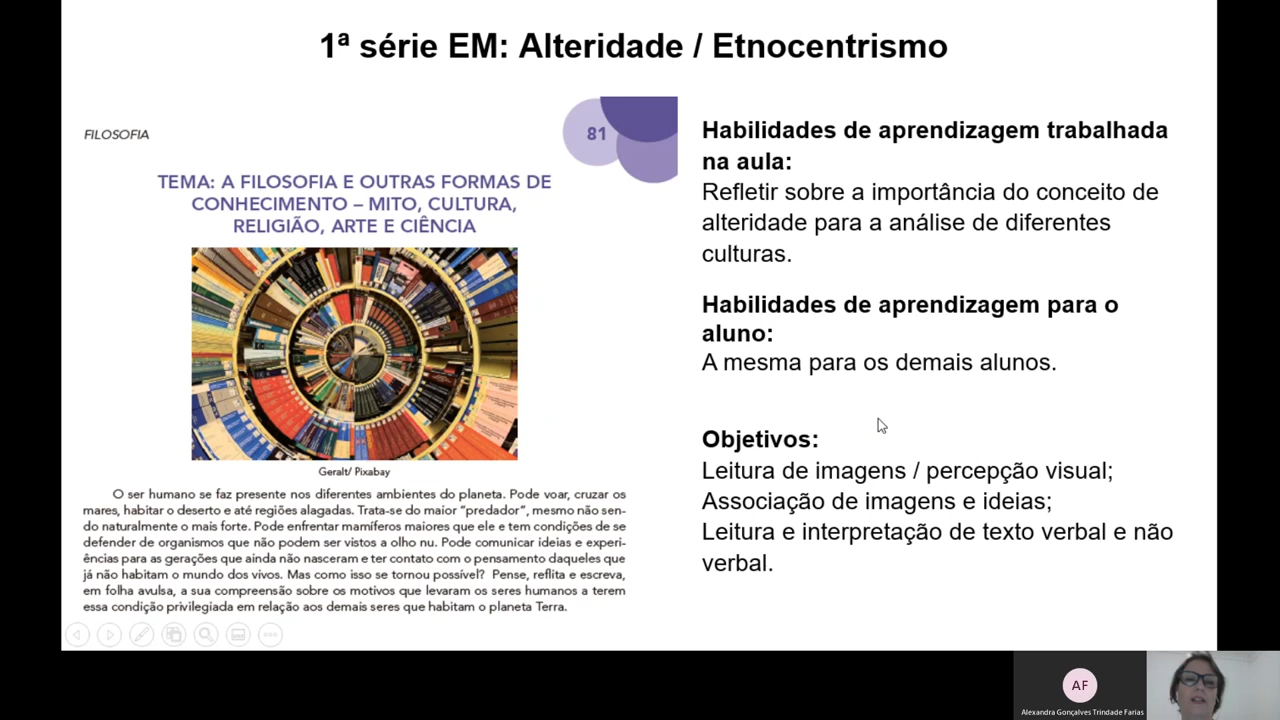 1ª série EM: Alteridade / Etnocentrismo
FILOSOFIA
81
TEMA: A FILOSOFIA E OUTRAS FORMAS DE
CONHECIMENTO – MITO, CULTURA,
RELIGIÃO, ARTE E CIÊNCIA
Geralt/ Pixabay
O ser humano se faz presente nos diferentes ambientes do planeta. Pode voar, cruzar os
mares, habitar o deserto e até regiões alagadas. Trata-se do maior “predador”, mesmo não sen-
do naturalmente o mais forte. Pode enfrentar mamíferos maiores que ele e tem condições de se
defender de organismos que não podem ser vistos a olho nu. Pode comunicar ideias e experi-
ências para as gerações que ainda não nasceram e ter contato com o pensamento daqueles que
já não habitam o mundo dos vivos. Mas como isso se tornou possível? Pense, reflita e escreva,
em folha avulsa, a sua compreensão sobre os motivos que levaram os seres humanos a terem
essa condição privilegiada em relação aos demais seres que habitam o planeta Terra.
Habilidades de aprendizagem trabalhada
na aula:
Refletir sobre a importância do conceito de
alteridade para a análise de diferentes
culturas.
Habilidades de aprendizagem para o
aluno:
A mesma para os demais alunos.
Objetivos:
Leitura de imagens / percepção visual;
Associação de imagens e ideias;
Leitura e interpretação de texto verbal e não
verbal.
AF
Alexandra Gonçalves Trindade Farias